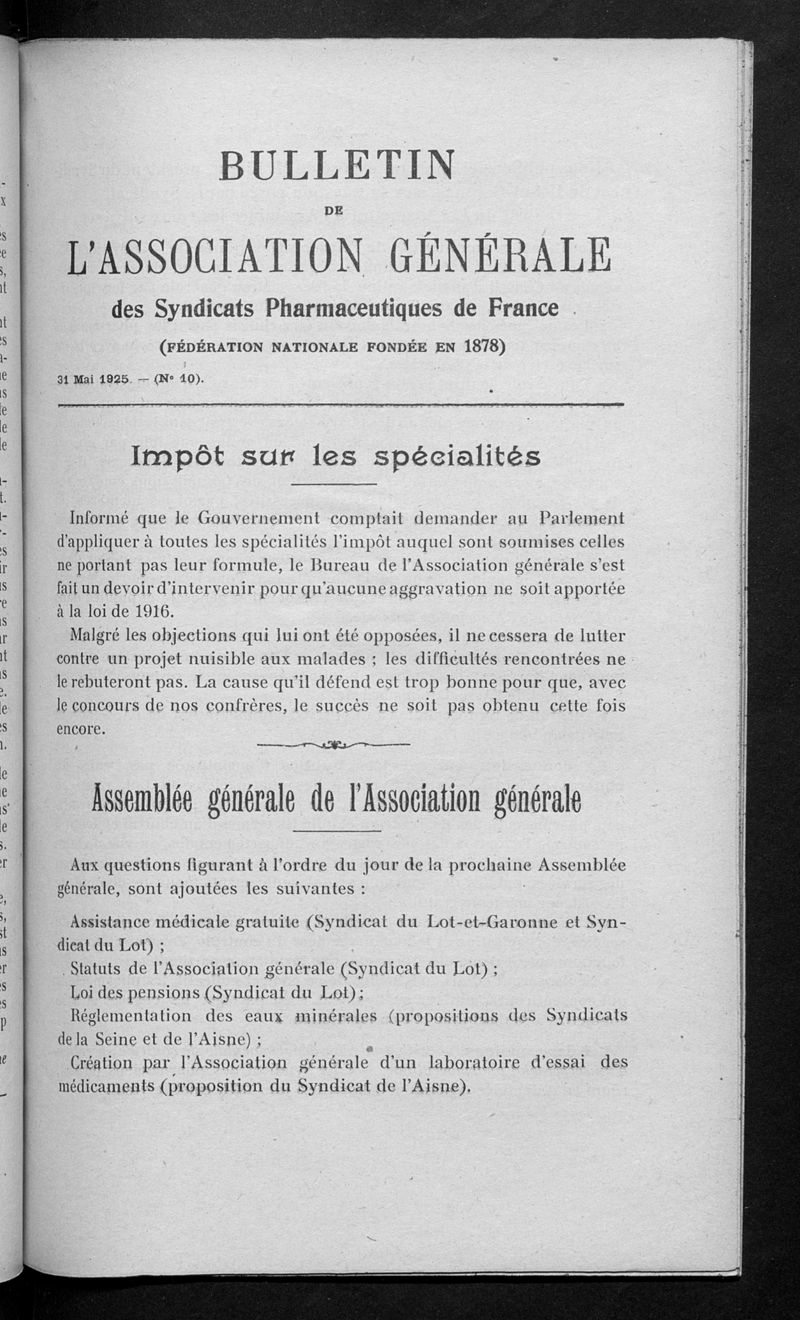 BULLETIN
DE
L'ASSOCIATION GÉNÉRALE
des Syndicats Pharmaceutiques de France
(FÉDÉRATION NATIONALE FONDÉE EN 1878)
31 Mai 1925. — (N° 10).
Impôt sur les spécialités
Informé que le Gouvernement comptait demander au Parlement
d'appliquer à toutes les spécialités l'impôt auquel sont soumises celles
ne portant pas leur formule, le Bureau de l'Association générale s'est
fait un devoir d'intervenir pour qu'aucune aggravation ne soit apportée
à la loi de 1916.
Malgré les objections qui lui ont été opposées, il ne cessera de lutter
contre un projet nuisible aux malades ; les difficultés rencontrées ne
le rebuteront pas. La cause qu'il défend est trop bonne pour que, avec
le concours de nos confrères, le succès ne soit pas obtenu cette fois
encore.
Assemblée générale de l'Association générale
Aux questions figurant à l'ordre du jour de la prochaine Assemblée
générale, sont ajoutées les suivantes :
Assistance médicale gratuite (Syndicat du Lot-et-Garonne et Syn-
dicat du Lot) ;
Statuts de l'Association générale (Syndicat du Lot) ;
Loi des pensions (Syndicat du Lot) ;
Réglementation des eaux minérales (propositions des Syndicats
de la Seine et de l'Aisne) ;
Création par l'Association générale d'un laboratoire d'essai des
médicaments (proposition du Syndicat de l'Aisne).